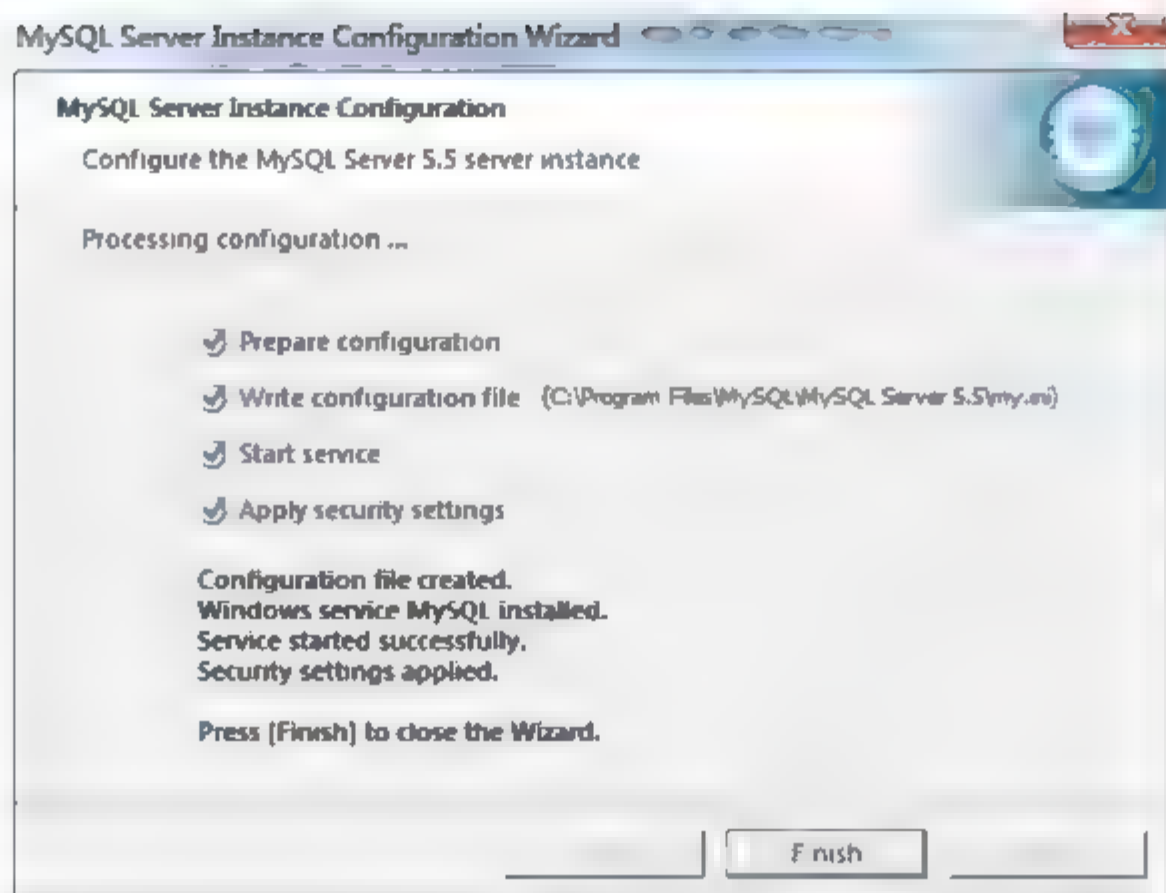 MySQL Server Instance Configuration Wizard
MySQL Server Instance Configuration
Configure the MySQL Server 5.5 server instance
Processing configuration ...
Prepare configuration
Write configuration file (C:\Program Files\MySQL\MySQL Server 5.5\my.ini)
Start service
Apply security settings
Configuration file created.
Windows service MySQL installed.
Service started successfully.
Security settings applied.
Press [Finish] to close the Wizard.
Finish